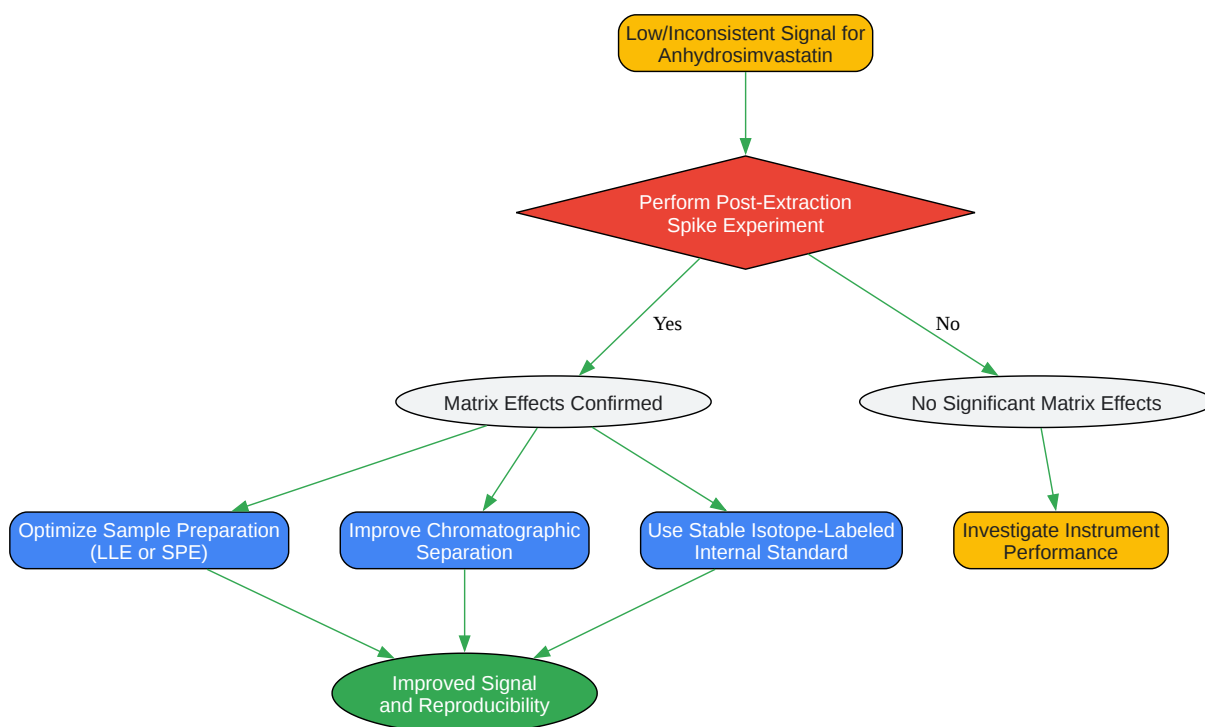 Low/Inconsistent Signal for
Anhydrosimvastatin
Perform Post-Extraction
Spike Experiment
Yes
No
Matrix Effects Confirmed
No Significant Matrix Effects
Optimize Sample Preparation
(LLE or SPE)
Improve Chromatographic
Separation
Use Stable Isotope-Labeled
Internal Standard
Investigate Instrument
Performance
Improved Signal
and Reproducibility